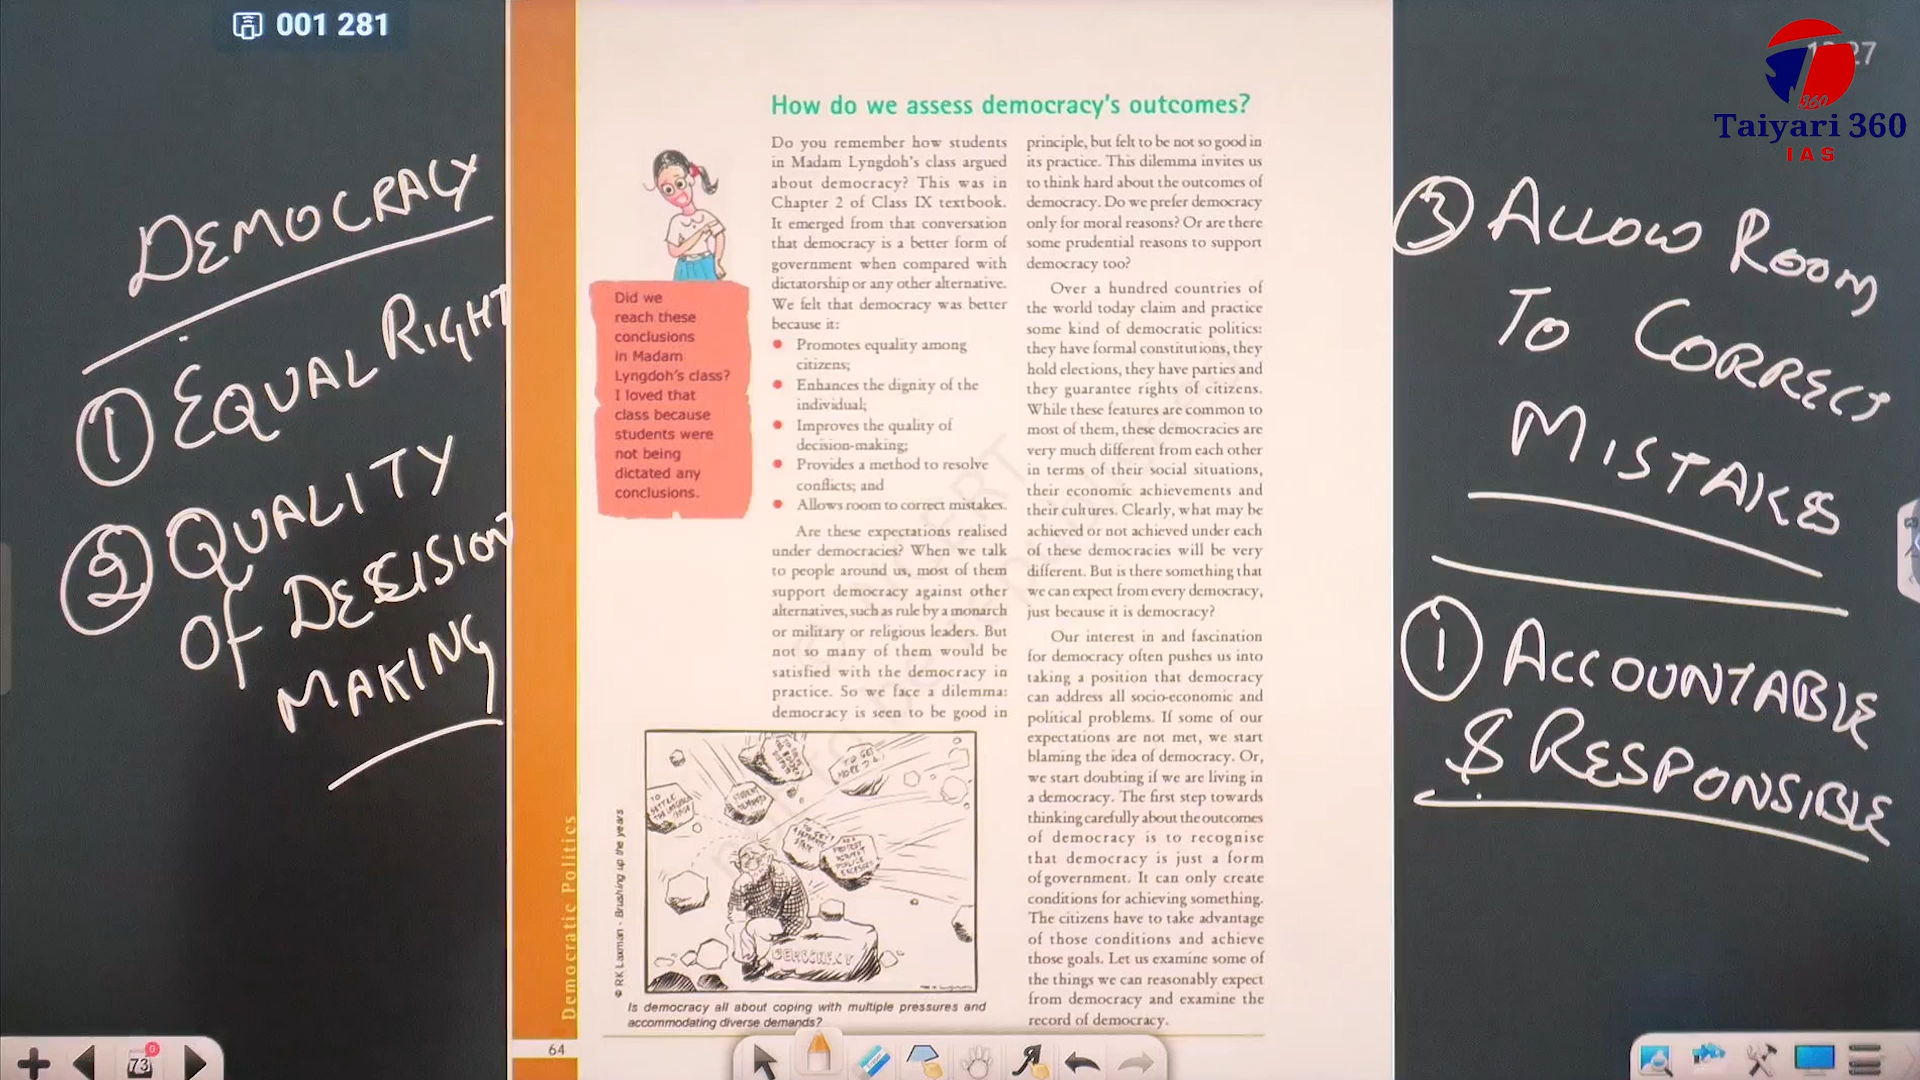 001 281
12:27
360
Taiyari 360
IAS
DEMOCRACY
① EQUAL RIGHT
② QUALITY
OF DECISION
MAKING
How do we assess democracy's outcomes?
Do you remember how students
in Madam Lyngdoh's class argued
about democracy? This was in
Chapter 2 of Class IX textbook.
It emerged from that conversation
that democracy is a better form of
government when compared with
dictatorship or any other alternative.
We felt that democracy was better
because it:
• Promotes equality among
citizens;
• Enhances the dignity of the
individual;
• Improves the quality of
decision-making;
• Provides a method to resolve
conflicts; and
• Allows room to correct mistakes.
Are these expectations realised
under democracies? When we talk
to people around us, most of them
support democracy against other
alternatives, such as rule by a monarch
or military or religious leaders. But
not so many of them would be
satisfied with the democracy in
practice. So we face a dilemma:
democracy is seen to be good in
principle, but felt to be not so good in
its practice. This dilemma invites us
to think hard about the outcomes of
democracy. Do we prefer democracy
only for moral reasons? Or are there
some prudential reasons to support
democracy too?
Over a hundred countries of
the world today claim and practice
some kind of democratic politics:
they have formal constitutions, they
hold elections, they have parties and
they guarantee rights of citizens.
While these features are common to
most of them, these democracies are
very much different from each other
in terms of their social situations,
their economic achievements and
their cultures. Clearly, what may be
achieved or not achieved under each
of these democracies will be very
different. But is there something that
we can expect from every democracy,
just because it is democracy?
Our interest in and fascination
for democracy often pushes us into
taking a position that democracy
can address all socio-economic and
political problems. If some of our
expectations are not met, we start
blaming the idea of democracy. Or,
we start doubting if we are living in
a democracy. The first step towards
thinking carefully about the outcomes
of democracy is to recognise
that democracy is just a form
of government. It can only create
conditions for achieving something.
The citizens have to take advantage
of those conditions and achieve
those goals. Let us examine some of
the things we can reasonably expect
from democracy and examine the
record of democracy.
Did we
reach these
conclusions
in Madam
Lyngdoh's class?
I loved that
class because
students were
not being
dictated any
conclusions.
TO GET
MORE D.A.!
TO
SETTLE
THE LANGUAGE
ISSUE
STUDENT
DEMANDS
TO GET
A SEPARATE
STATE
PROTEST
AGAINST
POLICE
EXCESSES
DEMOCRACY
© RK Laxman - Brushing up the years
Is democracy all about coping with multiple pressures and
accommodating diverse demands?
Democratic Politics
64
③ ALLOW ROOM
TO CORRECT
MISTAKES
① ACCOUNTABLE
& RESPONSIBLE
73
0